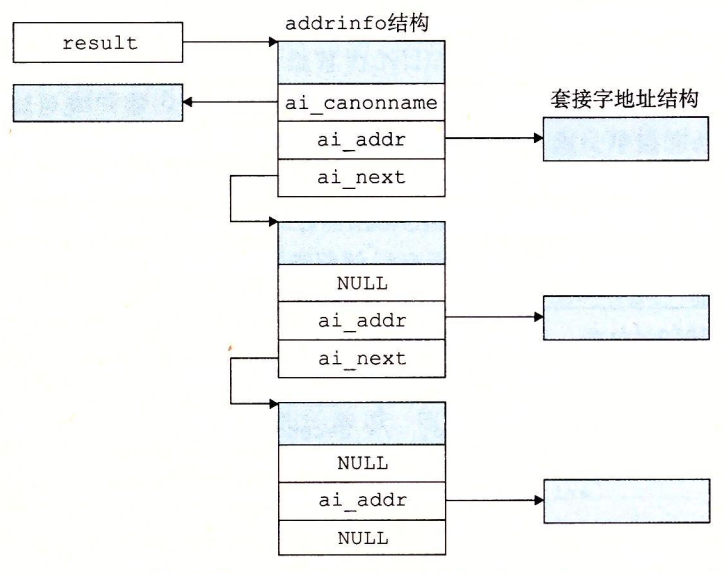 addrinfo结构
result
ai_canonname
套接字地址结构
ai_addr
ai_next
NULL
ai_addr
ai_next
NULL
ai_addr
NULL